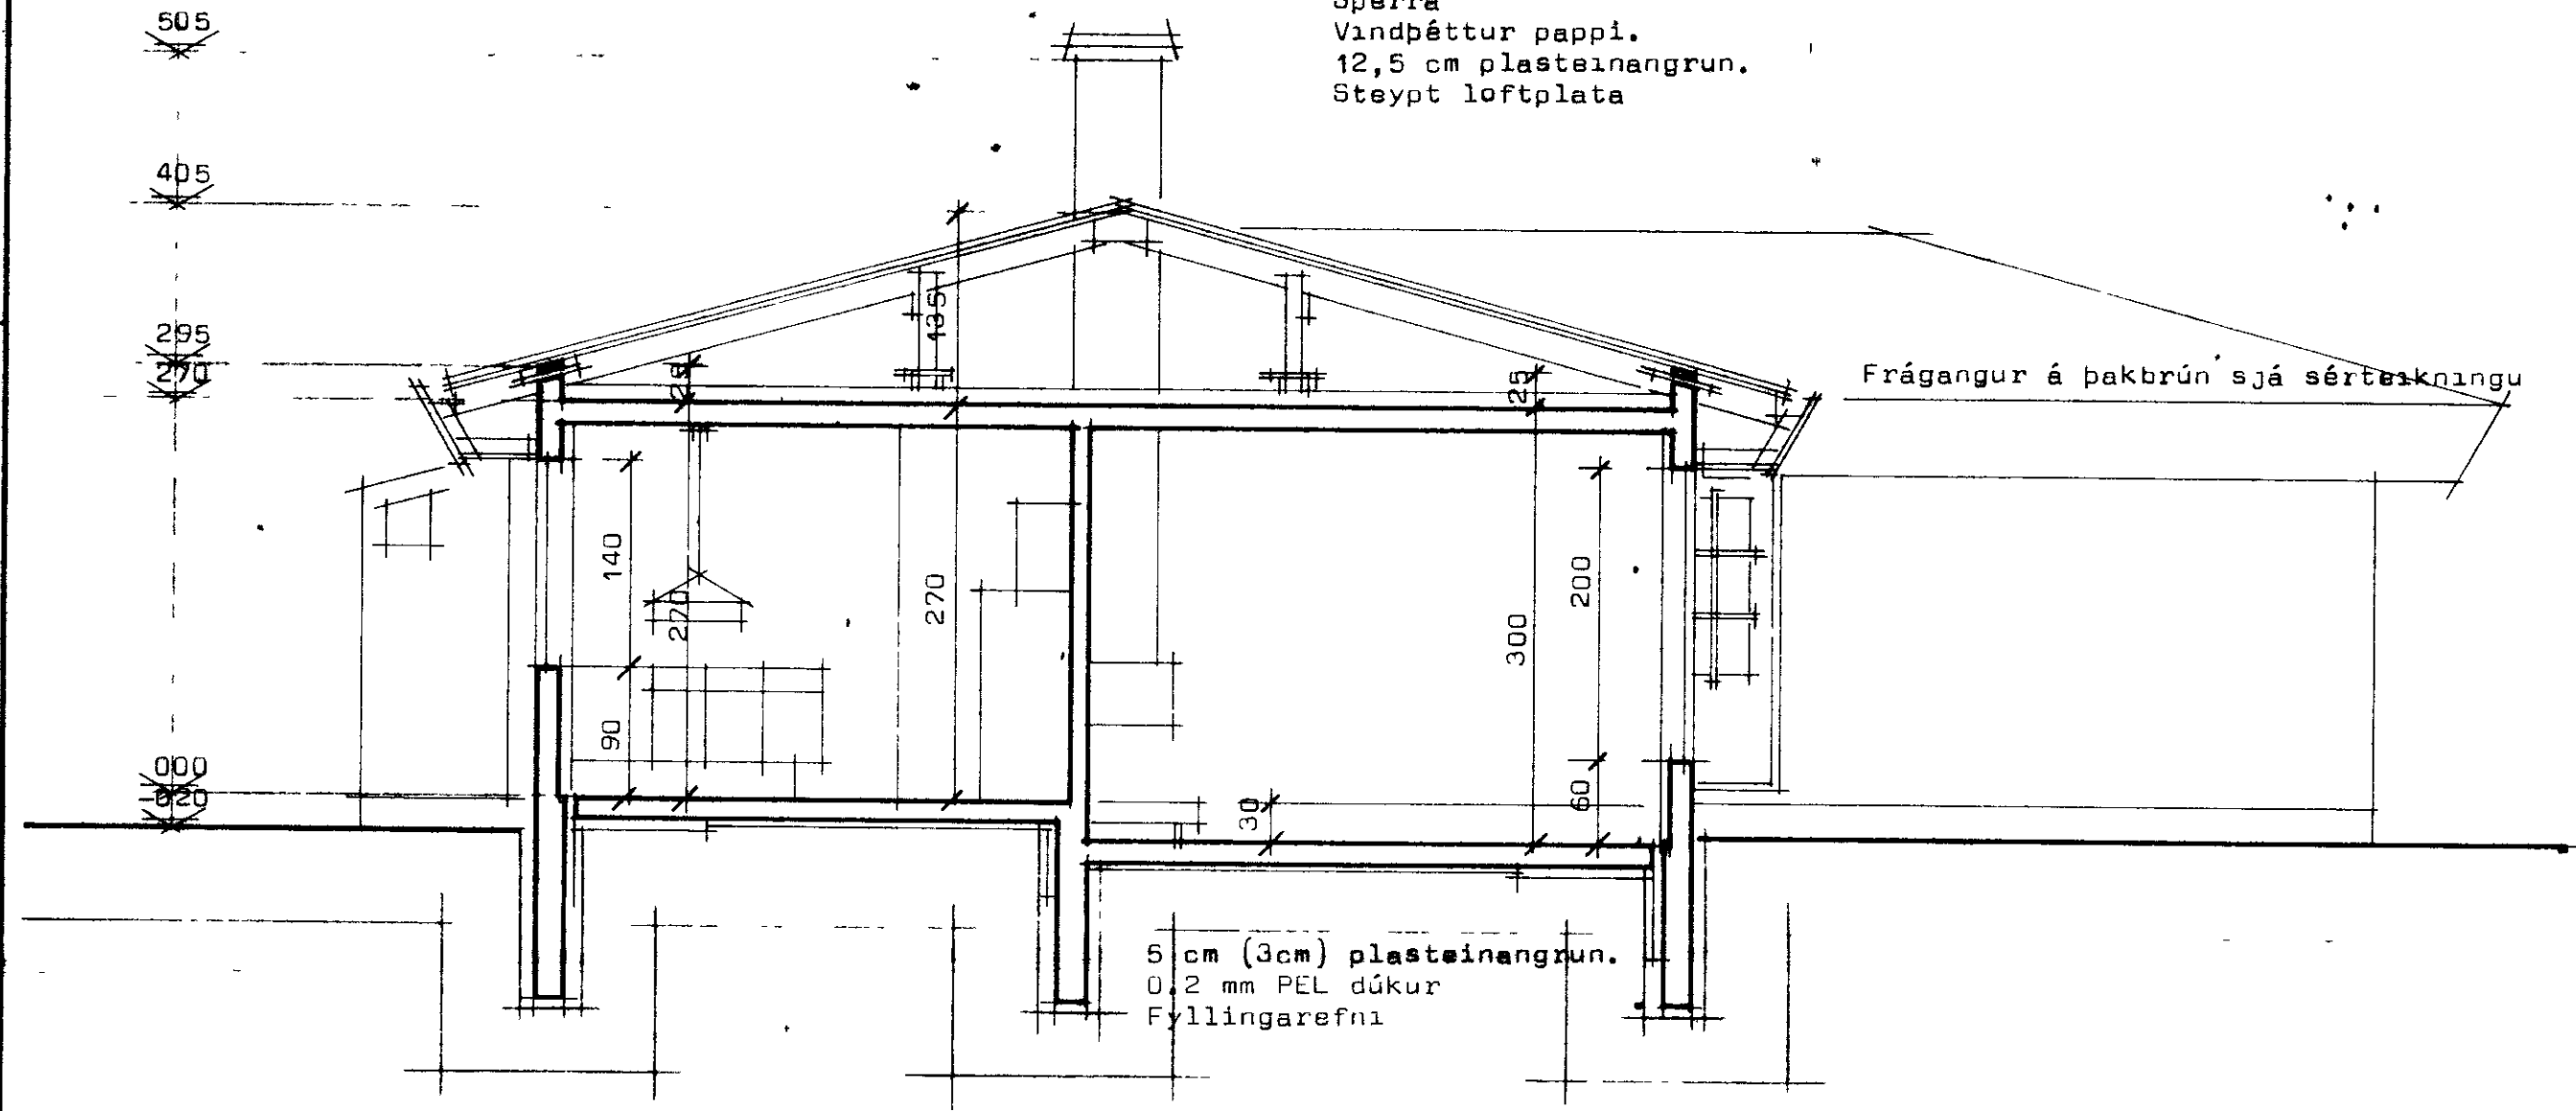 Sperra
Vindþéttur pappi.
12,5 cm plasteinangrun.
Steypt loftplata
505
405
295
270
000
-020
Frágangur á þakbrún sjá sérteikningu
135
25
25
140
270
270
90
200
300
60
30
5 cm (3cm) plasteinangrun.
0.2 mm PEL dúkur
Fyllingarefni